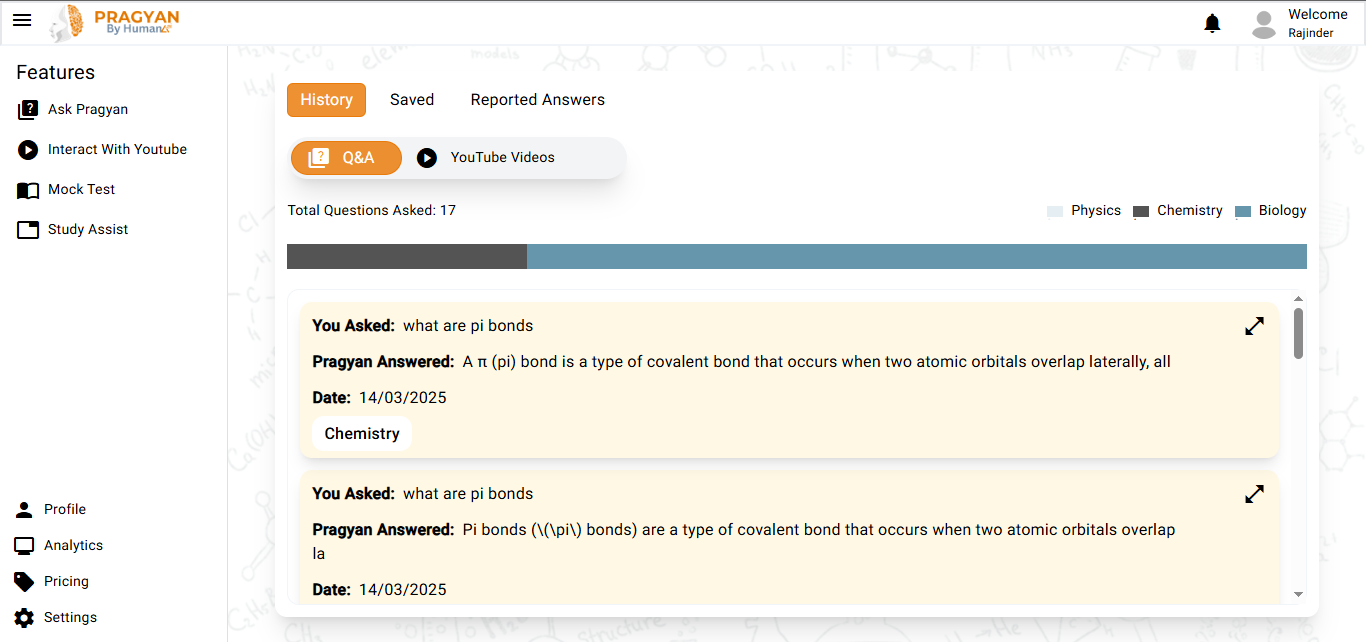 PRAGYAN
By Human
Welcome
Rajinder
Features
Ask Pragyan
Interact With Youtube
Mock Test
Study Assist
Profile
Analytics
Pricing
Settings
History
Saved
Reported Answers
Q&A
YouTube Videos
Total Questions Asked: 17
Physics
Chemistry
Biology
You Asked: what are pi bonds
Pragyan Answered: A π (pi) bond is a type of covalent bond that occurs when two atomic orbitals overlap laterally, all
Date: 14/03/2025
Chemistry
You Asked: what are pi bonds
Pragyan Answered: Pi bonds (\(\pi\) bonds) are a type of covalent bond that occurs when two atomic orbitals overlap
la
Date: 14/03/2025
models
Structure